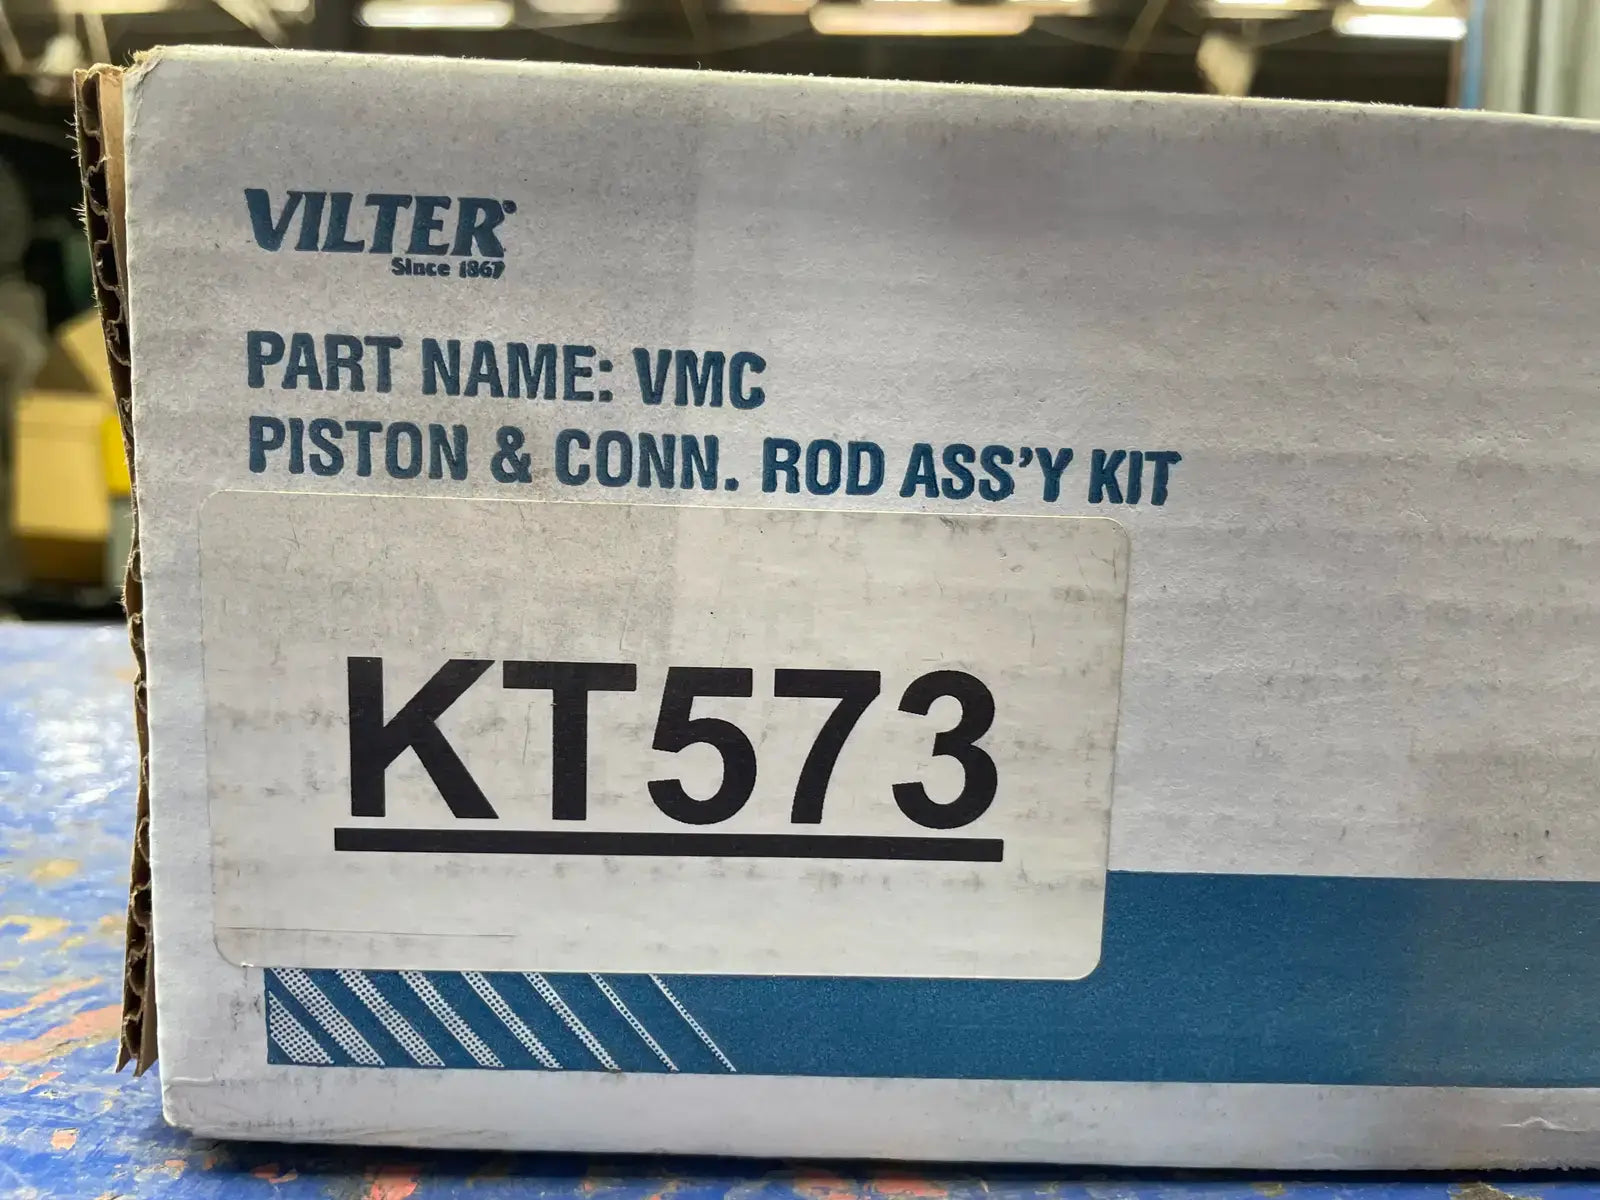 VILTER®
Since 1867
PART NAME: VMC
PISTON & CONN. ROD ASS'Y KIT
KT573